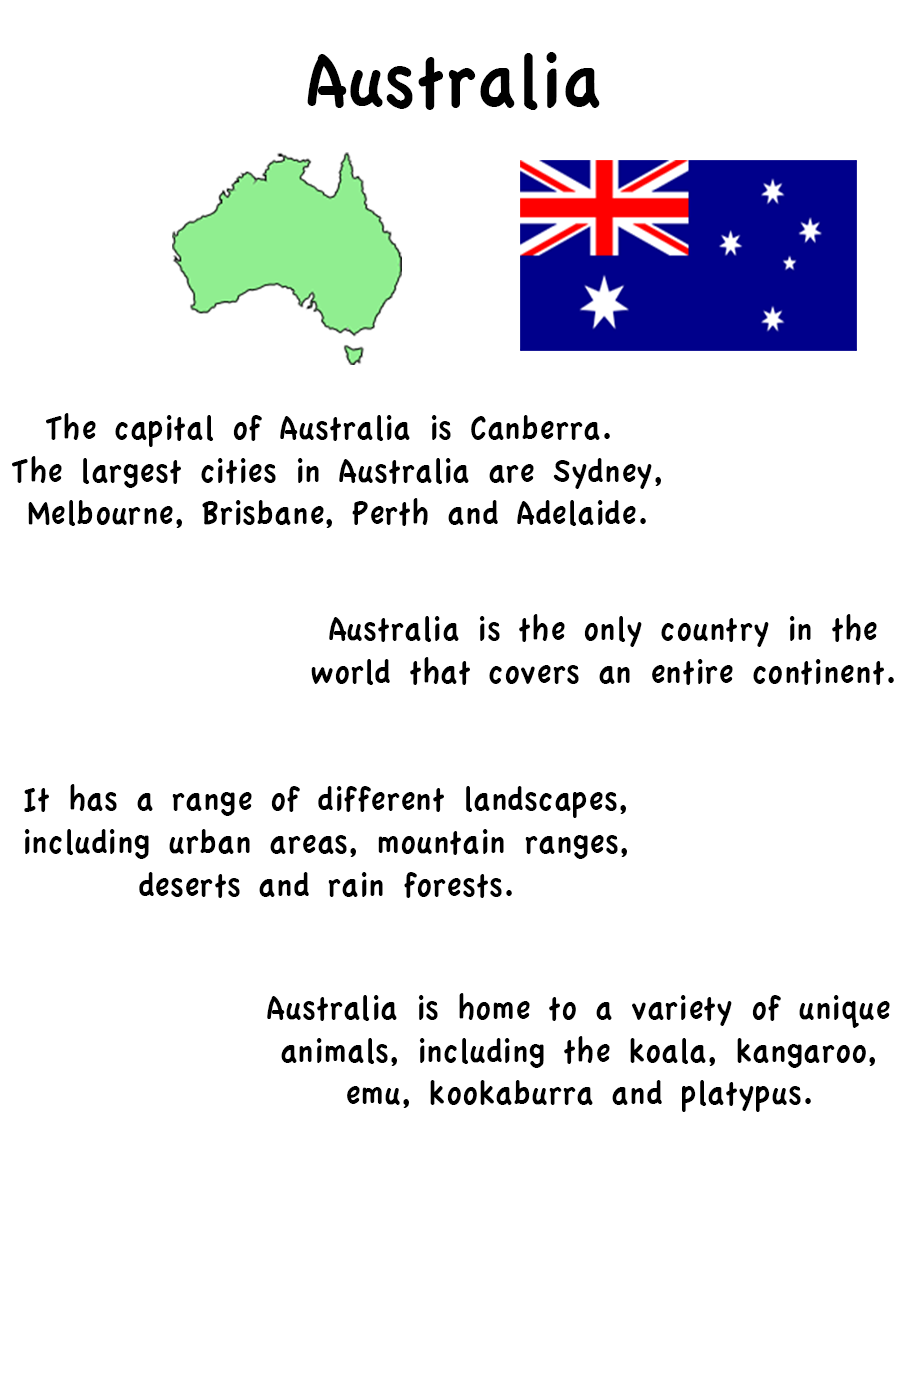 Australia
The capital of Australia is Canberra.
The largest cities in Australia are Sydney,
Melbourne, Brisbane, Perth and Adelaide.
Australia is the only country in the
world that covers an entire continent.
It has a range of different landscapes,
including urban areas, mountain ranges,
deserts and rain forests.
Australia is home to a variety of unique
animals, including the koala, kangaroo,
emu, kookaburra and platypus.